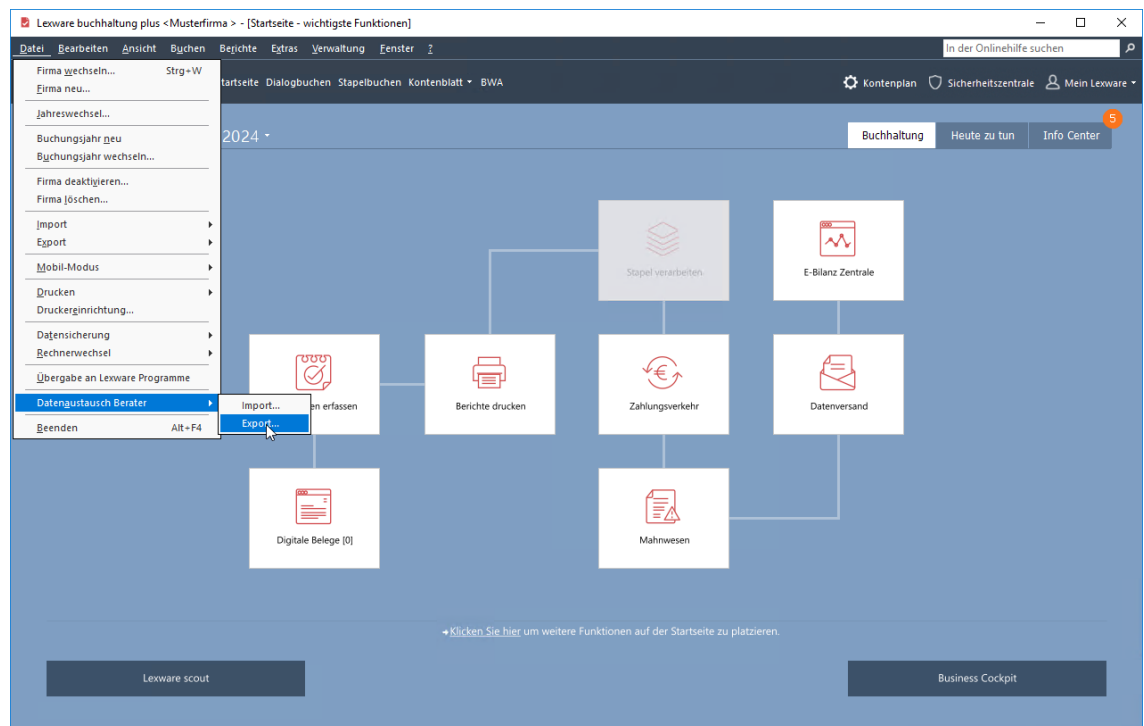 Lexware buchhaltung plus <Musterfirma > - [Startseite - wichtigste Funktionen]
Datei Bearbeiten Ansicht Buchen Berichte Extras Verwaltung Fenster ?
In der Onlinehilfe suchen
Firma wechseln... Strg+W
Firma neu...
Jahreswechsel...
Buchungsjahr neu
Buchungsjahr wechseln...
Firma deaktivieren...
Firma löschen...
Import
Export
Mobil-Modus
Drucken
Druckereinrichtung...
Datensicherung
Rechnerwechsel
Übergabe an Lexware Programme
Datenaustausch Berater
Beenden Alt+F4
Import...
Export...
tartseite Dialogbuchen Stapelbuchen Kontenblatt BWA
Kontenplan Sicherheitszentrale Mein Lexware
2024
Buchhaltung Heute zu tun Info Center 5
Stapel verarbeiten
E-Bilanz Zentrale
en erfassen
Berichte drucken
Zahlungsverkehr
Datenversand
Digitale Belege [0]
Mahnwesen
Klicken Sie hier um weitere Funktionen auf der Startseite zu platzieren.
Lexware scout
Business Cockpit